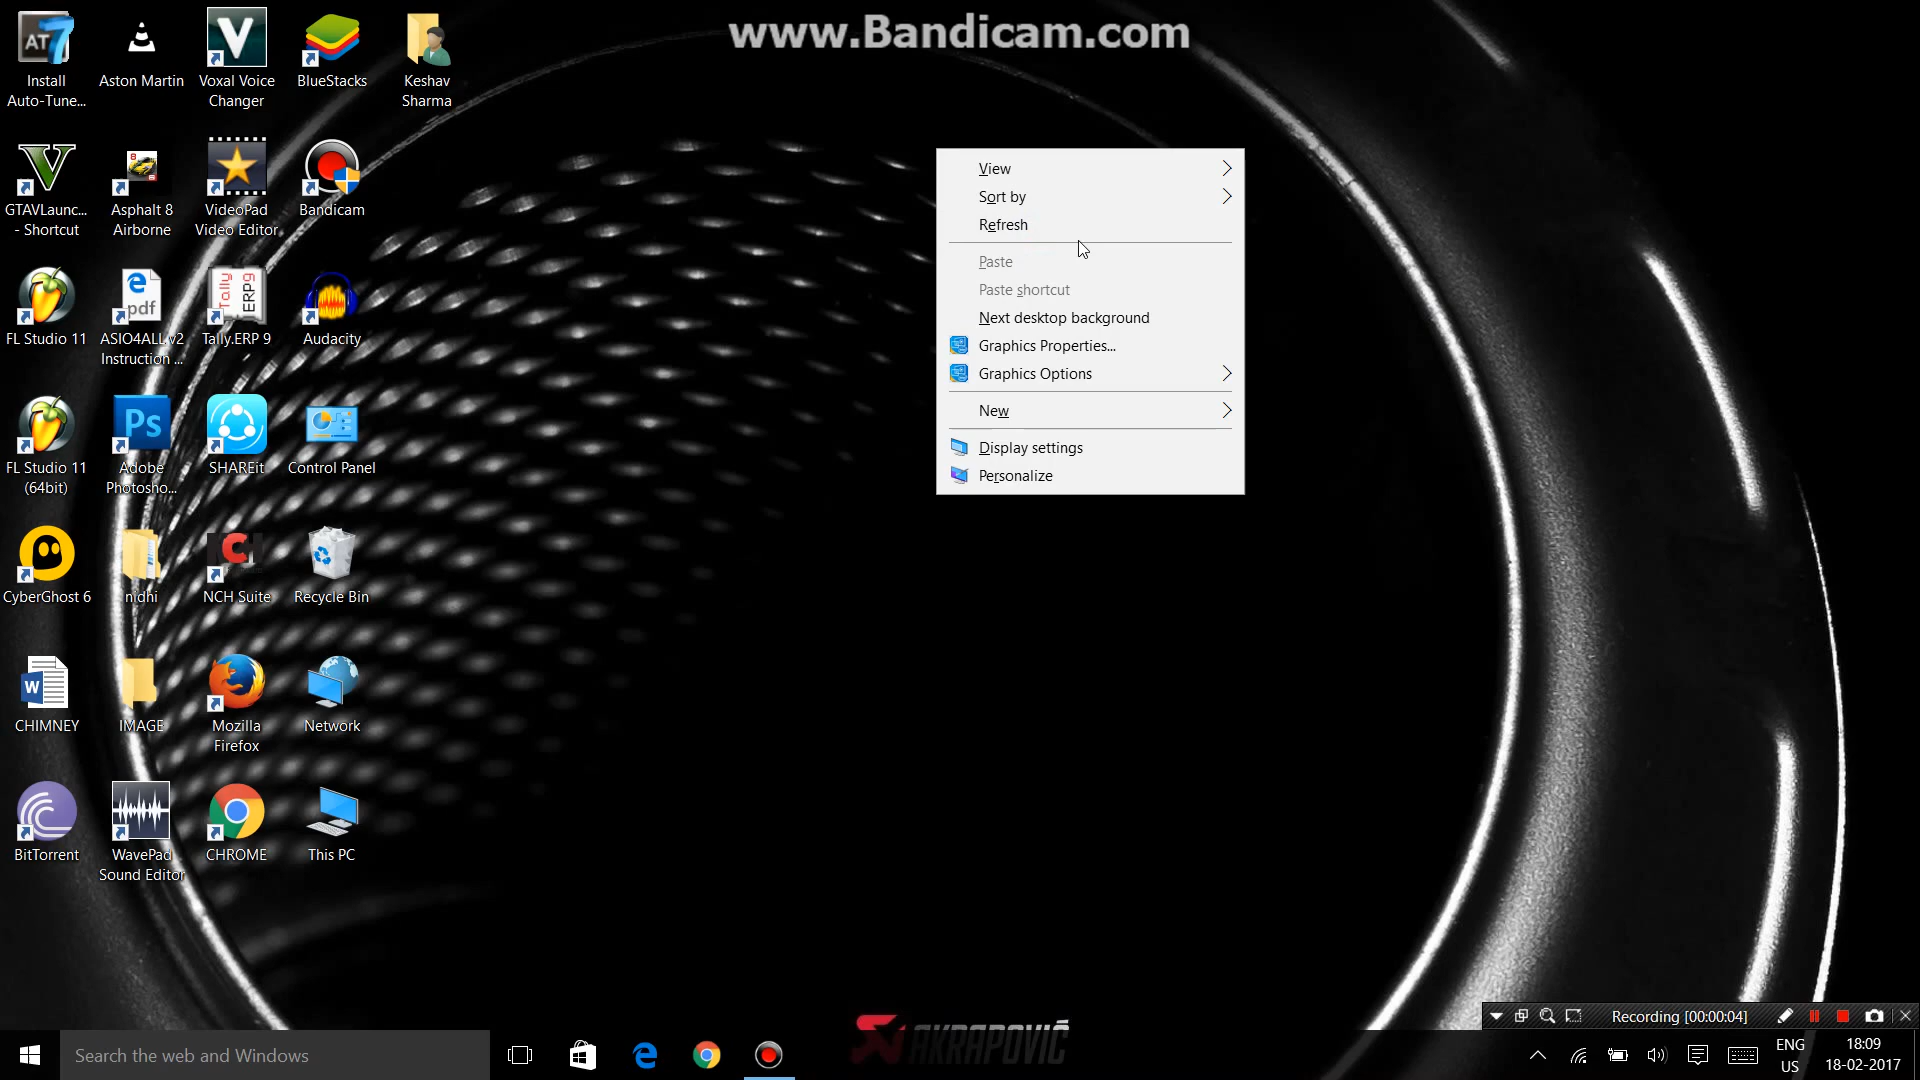 www.Bandicam.com
Install
Auto-Tune...
Aston Martin
Voxal Voice
Changer
BlueStacks
Keshav
Sharma
GTAVLaunc...
- Shortcut
Asphalt 8
Airborne
VideoPad
Video Editor
Bandicam
FL Studio 11
ASIO4ALL v2
Instruction ...
Tally.ERP 9
Audacity
FL Studio 11
(64bit)
Adobe
Photosho...
SHAREit
Control Panel
CyberGhost 6
nidhi
NCH Suite
Recycle Bin
CHIMNEY
IMAGE
Mozilla
Firefox
Network
BitTorrent
WavePad
Sound Editor
CHROME
This PC
View
Sort by
Refresh
Paste
Paste shortcut
Next desktop background
Graphics Properties...
Graphics Options
New
Display settings
Personalize
AKRAPOVIČ
Recording [00:00:04]
Search the web and Windows
ENG
US
18:09
18-02-2017